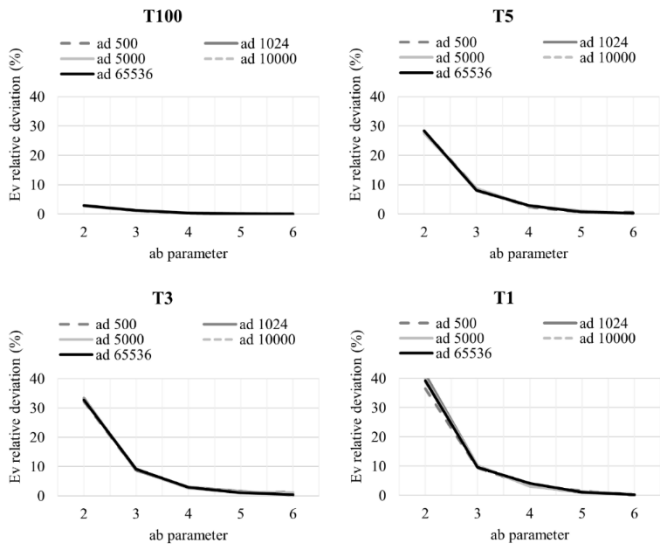 T100
ad 500 ad 1024
ad 5000 ad 10000
ad 65536
Ev relative deviation (%)
40
30
20
10
0
2 3 4 5 6
ab parameter
T5
ad 500 ad 1024
ad 5000 ad 10000
ad 65536
Ev relative deviation (%)
40
30
20
10
0
2 3 4 5 6
ab parameter
T3
ad 500 ad 1024
ad 5000 ad 10000
ad 65536
Ev relative deviation (%)
40
30
20
10
0
2 3 4 5 6
ab parameter
T1
ad 500 ad 1024
ad 5000 ad 10000
ad 65536
Ev relative deviation (%)
40
30
20
10
0
2 3 4 5 6
ab parameter